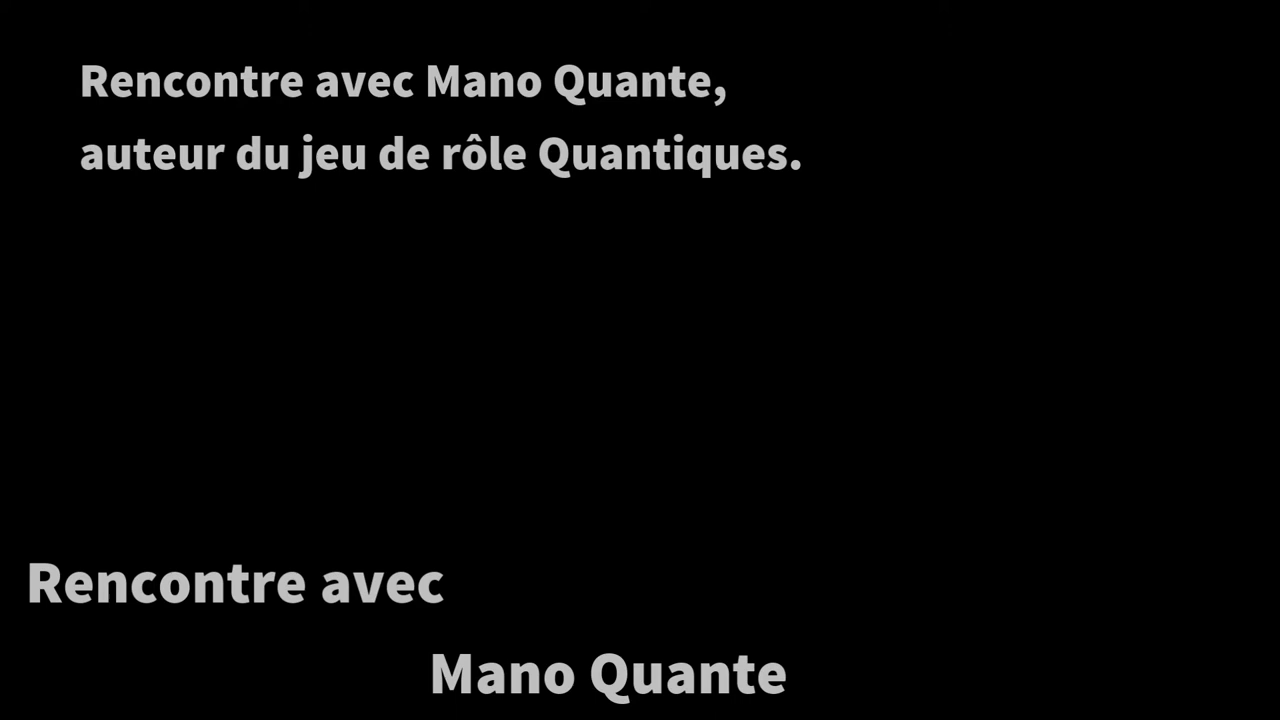 Rencontre avec Mano Quante,
auteur du jeu de rôle Quantiques.
Rencontre avec
Mano Quante